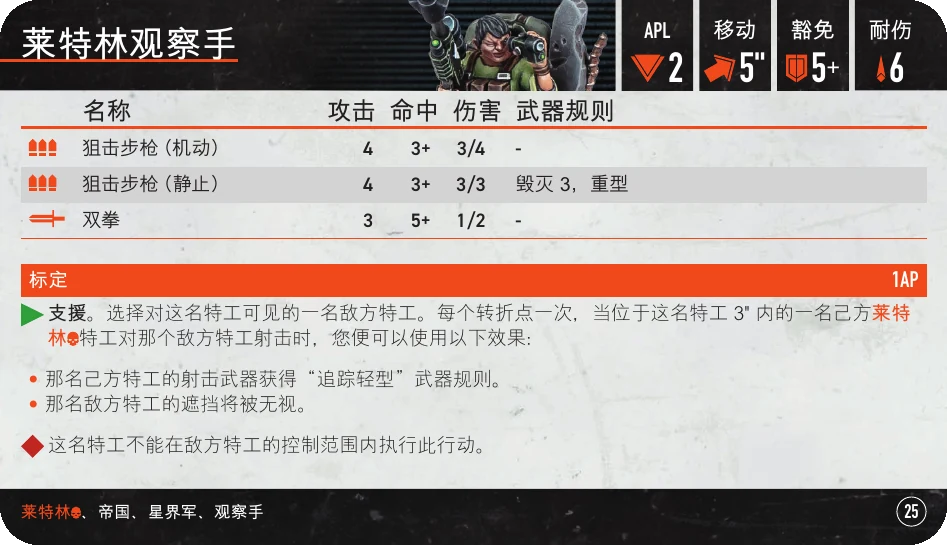 莱特林观察手
APL 移动 豁免 耐伤
2 5" 5+ 6
名称 攻击 命中 伤害 武器规则
狙击步枪（机动） 4 3+ 3/4 -
狙击步枪（静止） 4 3+ 3/3 毁灭 3，重型
双拳 3 5+ 1/2 -
标定 1AP
支援。选择对这名特工可见的一名敌方特工。每个转折点一次，当位于这名特工 3" 内的一名己方莱特
林特工对那个敌方特工射击时，您便可以使用以下效果：
• 那名己方特工的射击武器获得“追踪轻型”武器规则。
• 那名敌方特工的遮挡将被无视。
这名特工不能在敌方特工的控制范围内执行此行动。
莱特林、帝国、星界军、观察手 25